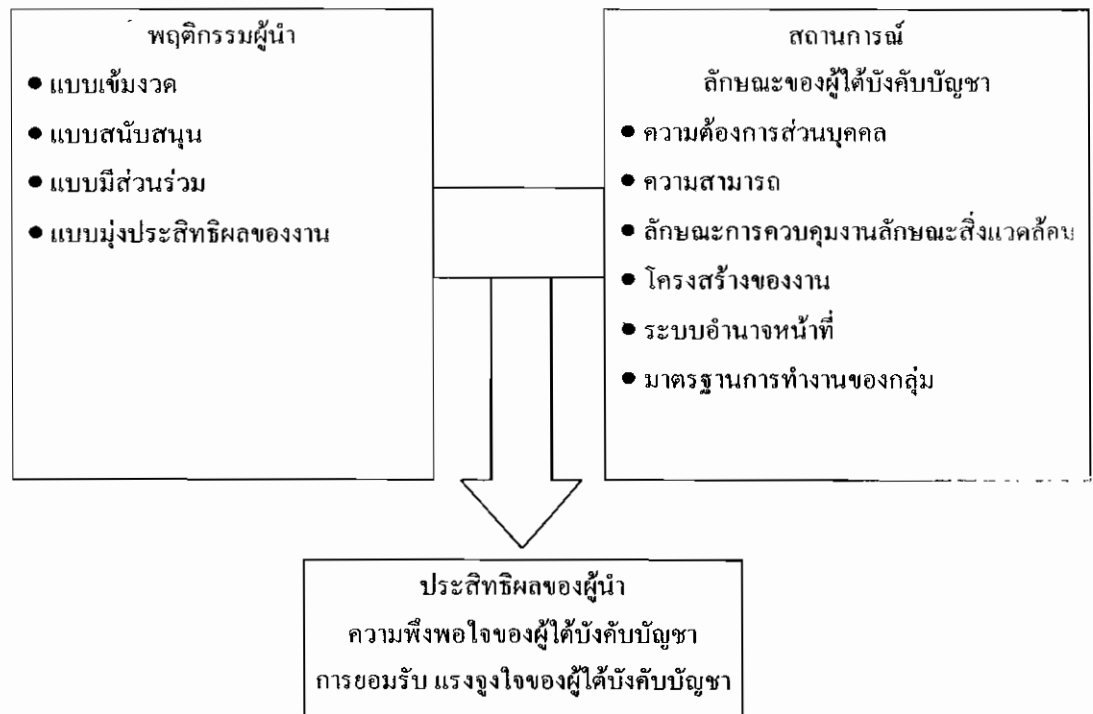 พฤติกรรมผู้นำ
● แบบเข้มงวด
● แบบสนับสนุน
● แบบมีส่วนร่วม
● แบบมุ่งประสิทธิผลของงาน
สถานการณ์
ลักษณะของผู้ใต้บังคับบัญชา
● ความต้องการส่วนบุคคล
● ความสามารถ
● ลักษณะการควบคุมงานลักษณะสิ่งแวดล้อม
● โครงสร้างของงาน
● ระบบอำนาจหน้าที่
● มาตรฐานการทำงานของกลุ่ม
ประสิทธิผลของผู้นำ
ความพึงพอใจของผู้ใต้บังคับบัญชา
การยอมรับ แรงจูงใจของผู้ใต้บังคับบัญชา